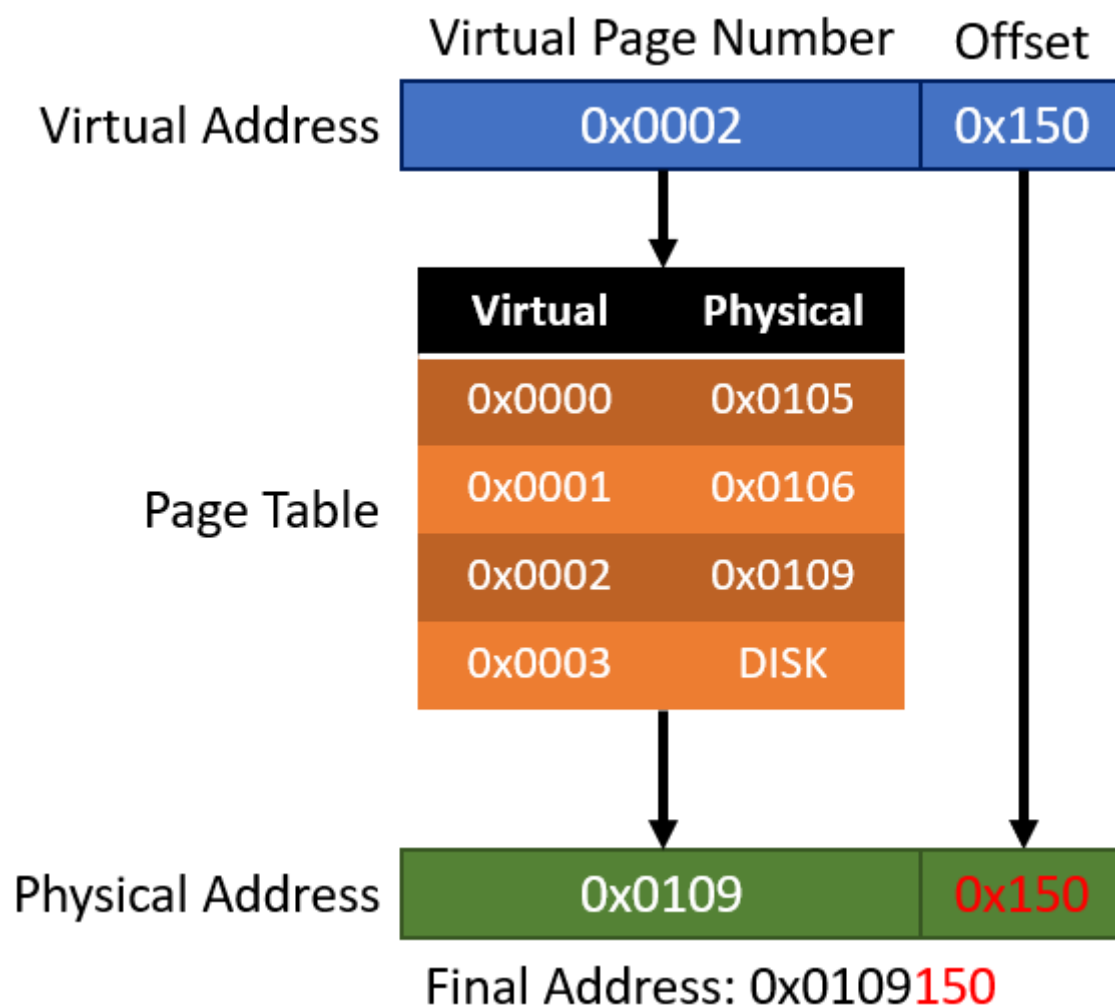 Virtual Page Number Offset
Virtual Address 0x0002 0x150
Virtual Physical
0x0000 0x0105
0x0001 0x0106
Page Table
0x0002 0x0109
0x0003 DISK
Physical Address 0x0109 0x150
Final Address: 0x0109150